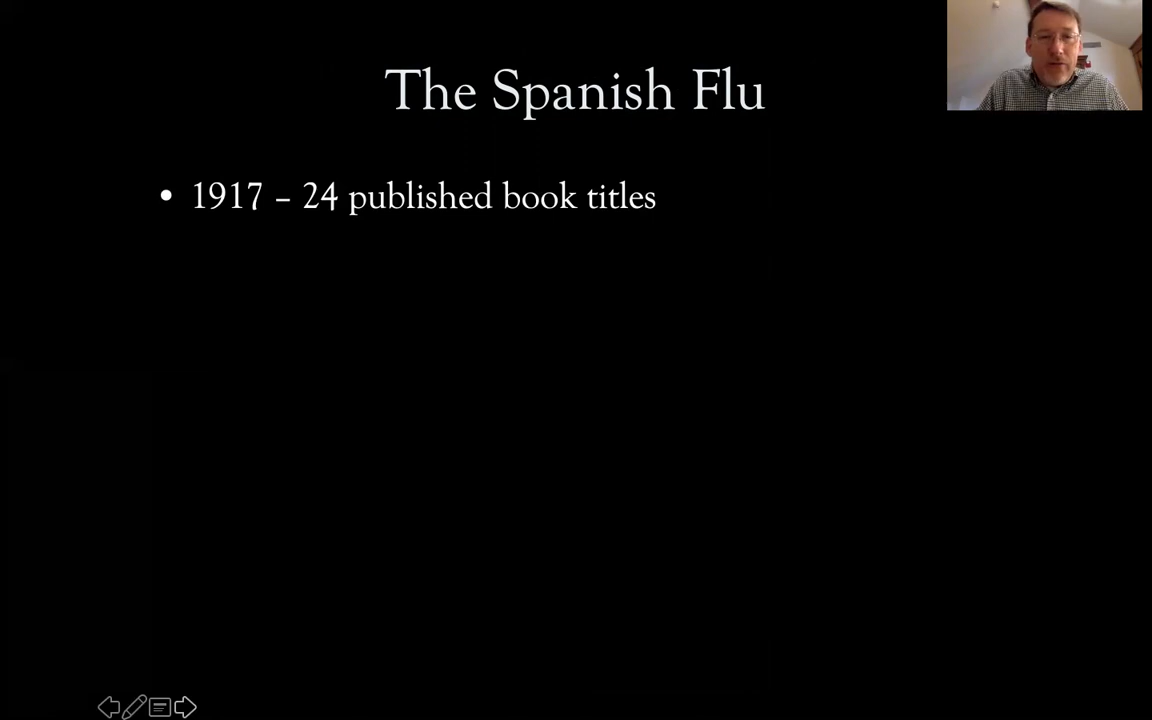 The Spanish Flu
• 1917 – 24 published book titles